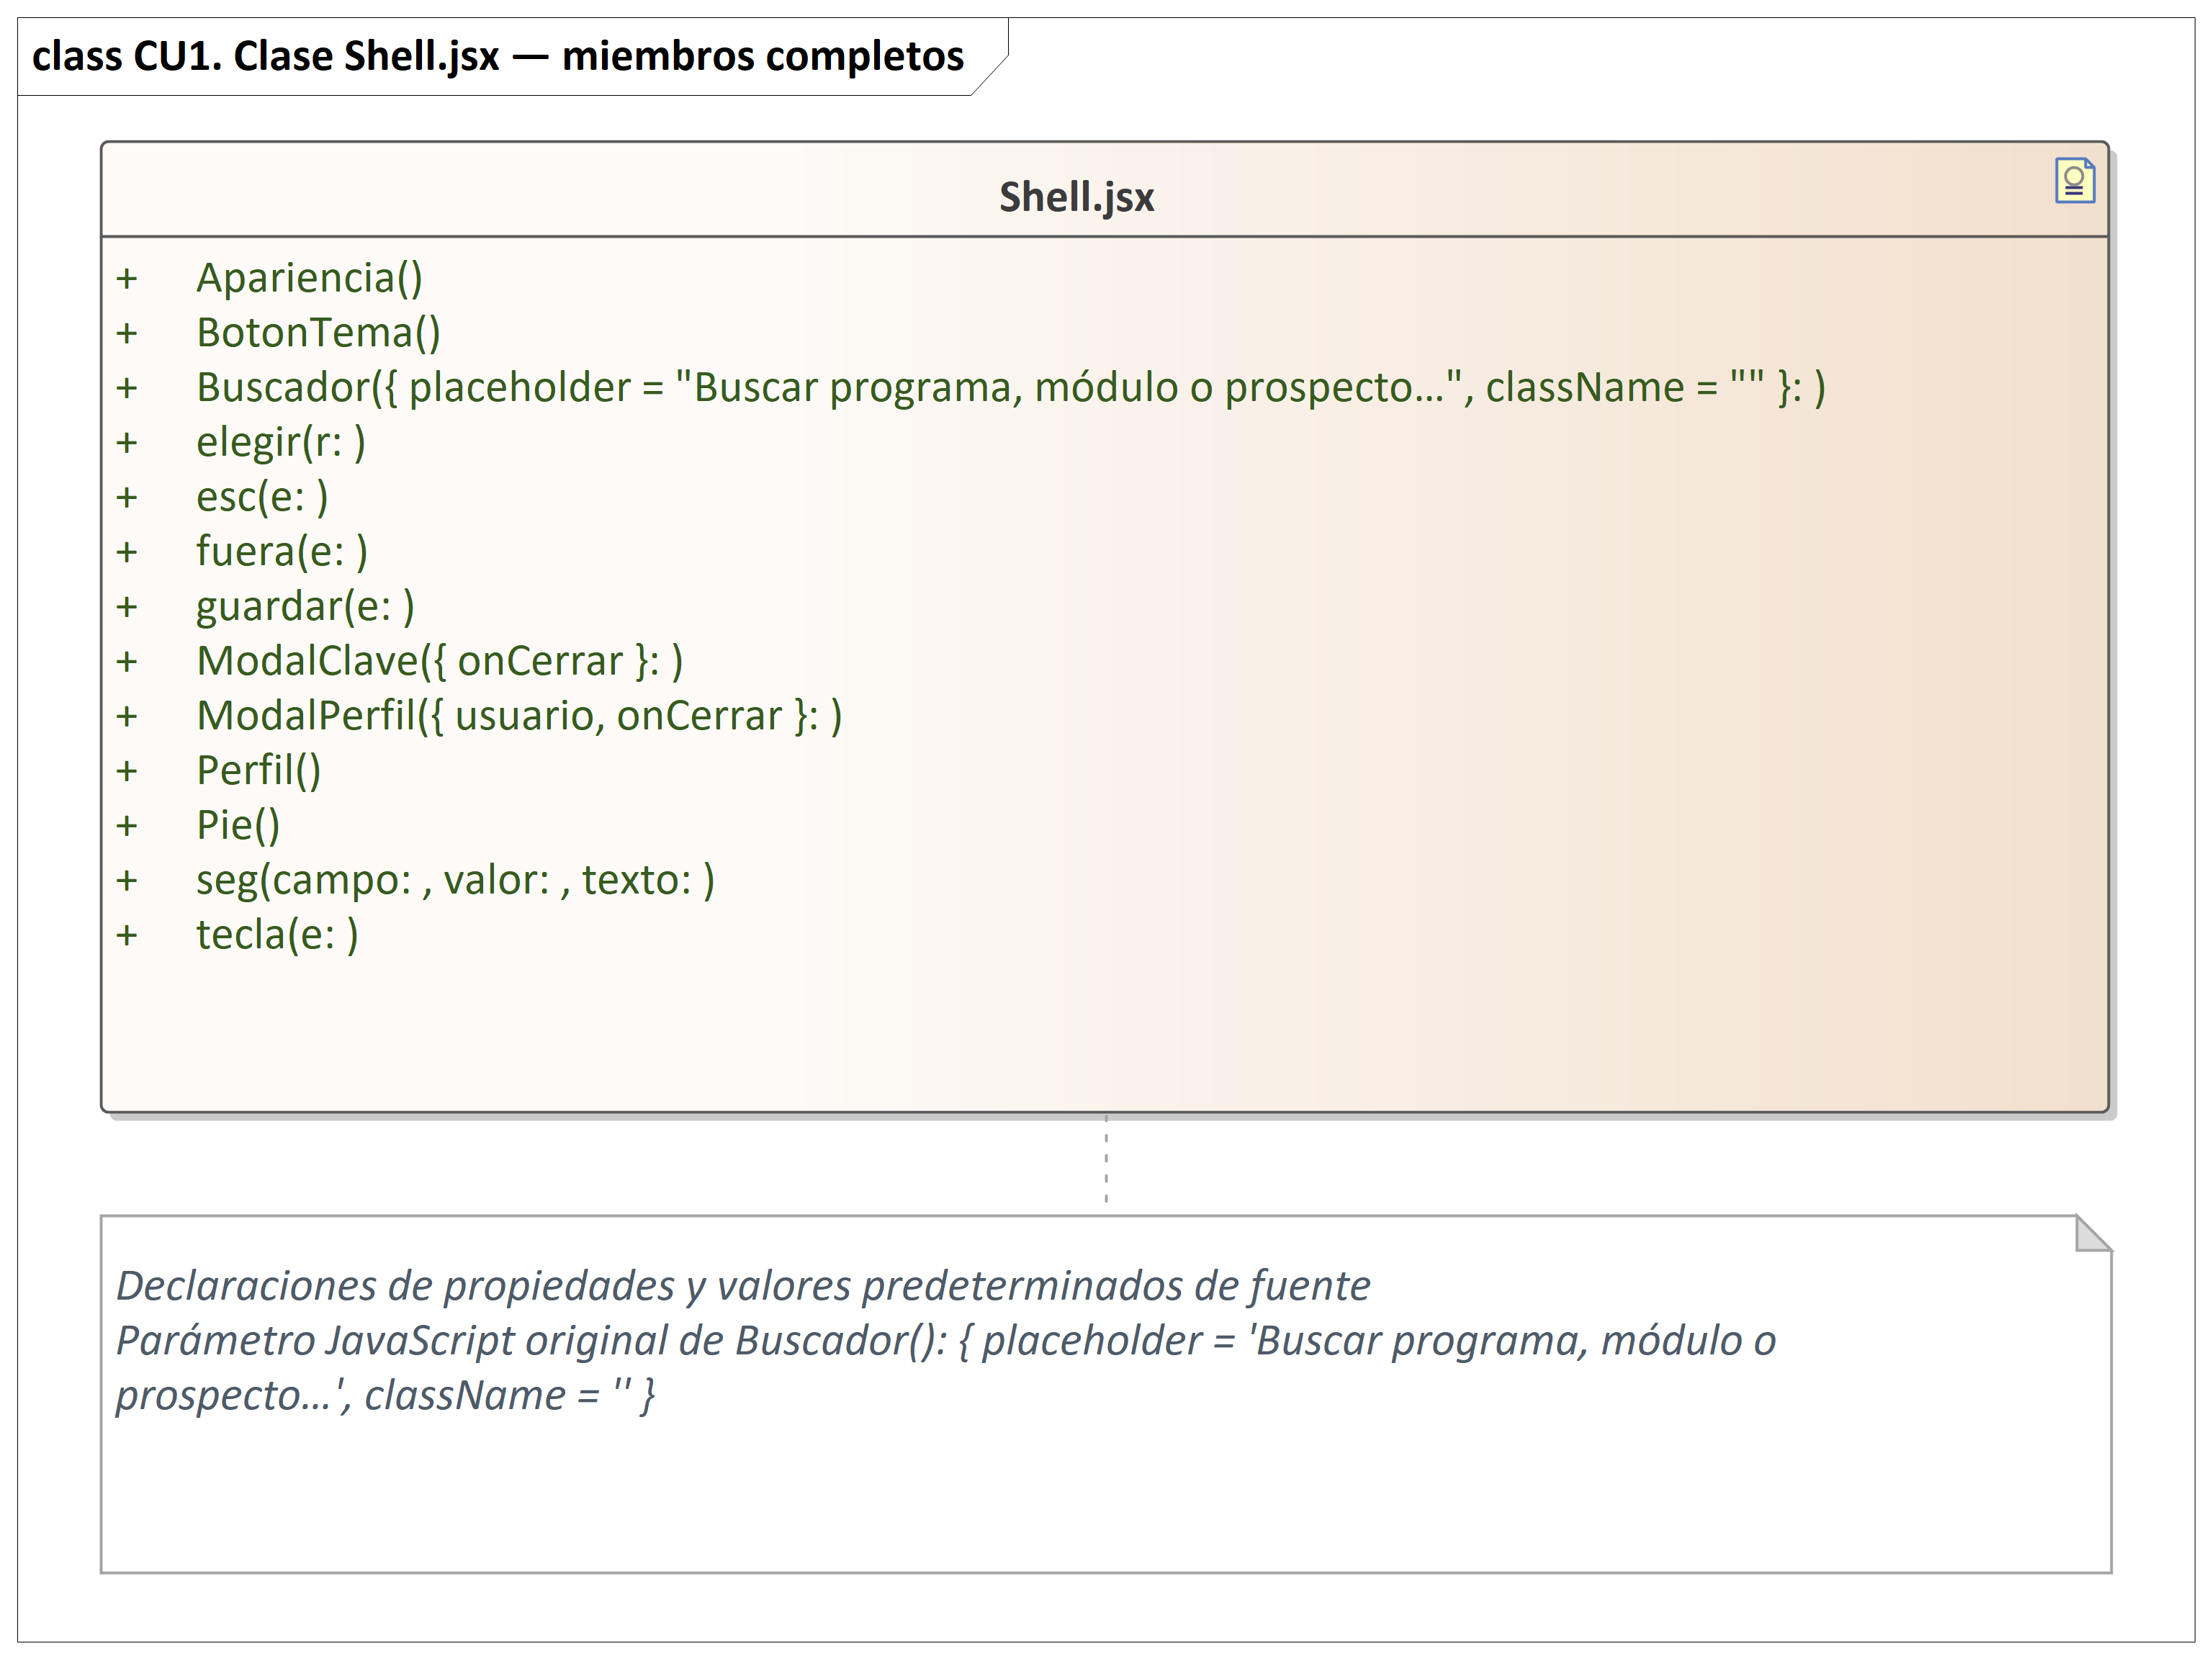 class CU1. Clase Shell.jsx — miembros completos
Shell.jsx
+ Apariencia()
+ BotonTema()
+ Buscador({ placeholder = "Buscar programa, módulo o prospecto…", className = "" }: )
+ elegir(r: )
+ esc(e: )
+ fuera(e: )
+ guardar(e: )
+ ModalClave({ onCerrar }: )
+ ModalPerfil({ usuario, onCerrar }: )
+ Perfil()
+ Pie()
+ seg(campo: , valor: , texto: )
+ tecla(e: )
Declaraciones de propiedades y valores predeterminados de fuente
Parámetro JavaScript original de Buscador(): { placeholder = 'Buscar programa, módulo o
prospecto…', className = '' }